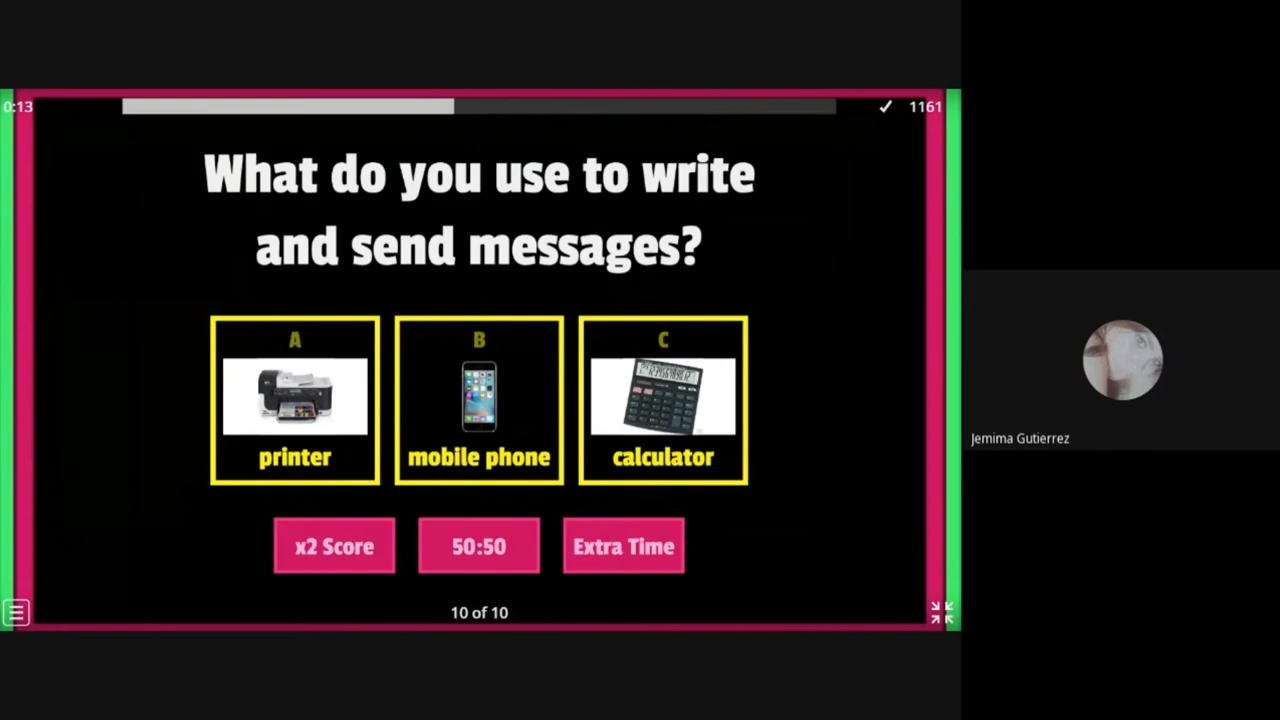 0:13
✓ 1161
What do you use to write
and send messages?
A
B
C
printer
mobile phone
calculator
x2 Score
50:50
Extra Time
10 of 10
Jemima Gutierrez